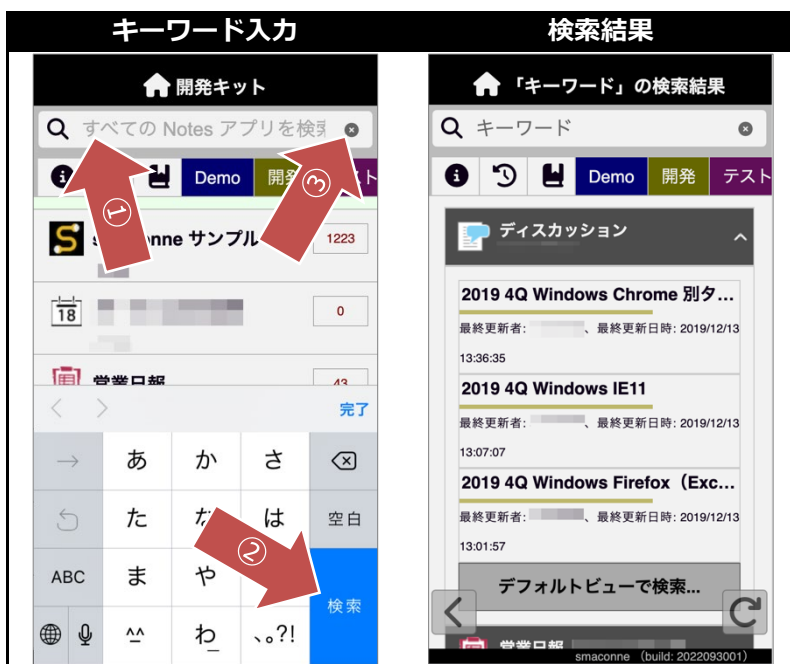 キーワード入力
開発キット
すべての Notes アプリを検索
Demo 開発
①
③
サンプル
1223
18
0
営業日報
43
完了
→ あ か さ
た な は 空白
ABC ま や
②
検索
^^ わ 、。?!
検索結果
「キーワード」の検索結果
キーワード
Demo 開発 テスト
ディスカッション
2019 4Q Windows Chrome 別タ...
最終更新者: 、最終更新日時: 2019/12/13
13:36:35
2019 4Q Windows IE11
最終更新者: 、最終更新日時: 2019/12/13
13:07:07
2019 4Q Windows Firefox（Exc...
最終更新者: 、最終更新日時: 2019/12/13
13:01:57
デフォルトビューで検索...
営業日報
smaconne （build: 2022093001）